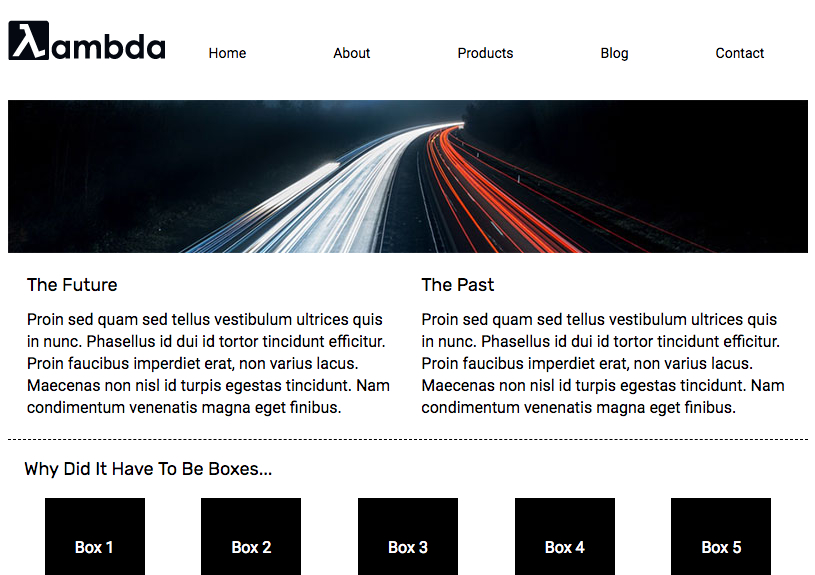 λambda
Home About Products Blog Contact
The Future
Proin sed quam sed tellus vestibulum ultrices quis
in nunc. Phasellus id dui id tortor tincidunt efficitur.
Proin faucibus imperdiet erat, non varius lacus.
Maecenas non nisl id turpis egestas tincidunt. Nam
condimentum venenatis magna eget finibus.
The Past
Proin sed quam sed tellus vestibulum ultrices quis
in nunc. Phasellus id dui id tortor tincidunt efficitur.
Proin faucibus imperdiet erat, non varius lacus.
Maecenas non nisl id turpis egestas tincidunt. Nam
condimentum venenatis magna eget finibus.
Why Did It Have To Be Boxes...
Box 1 Box 2 Box 3 Box 4 Box 5